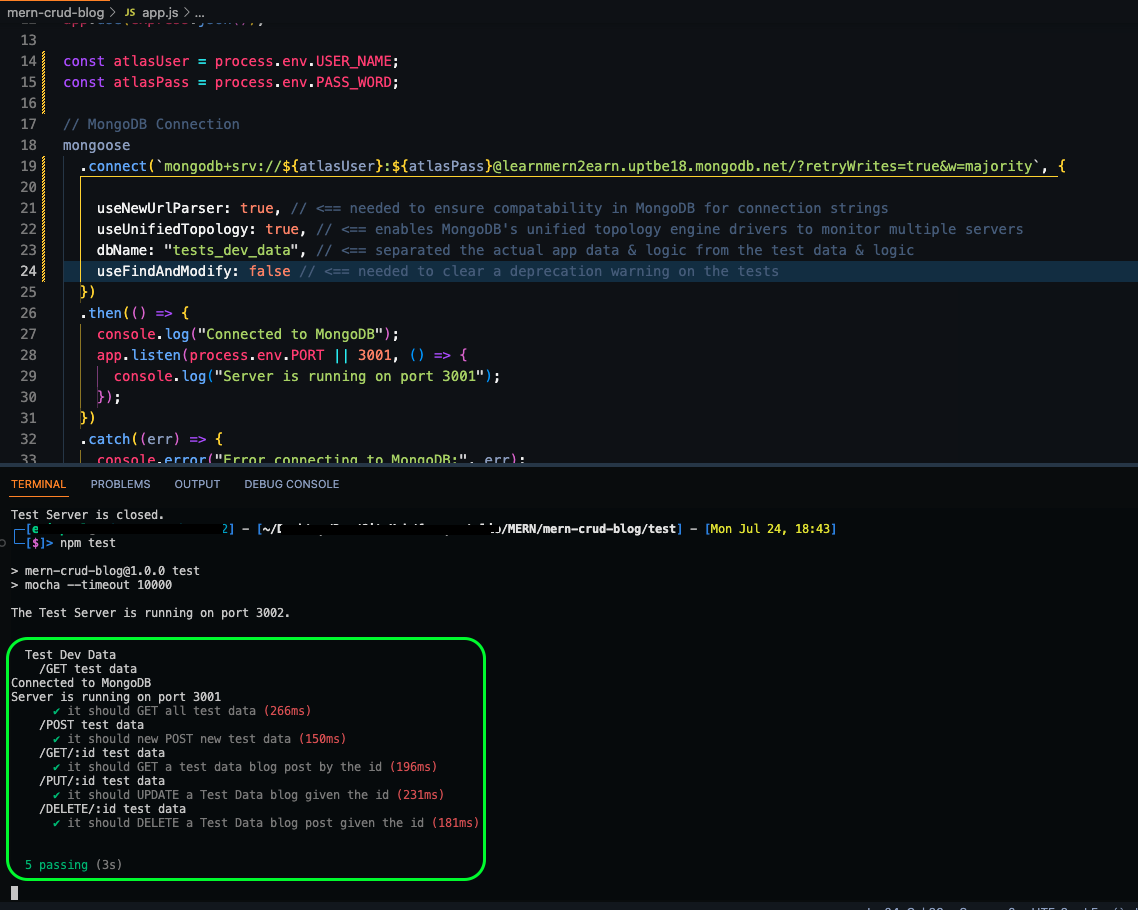 mern-crud-blog > JS app.js > ...
13
14 const atlasUser = process.env.USER_NAME;
15 const atlasPass = process.env.PASS_WORD;
16
17 // MongoDB Connection
18 mongoose
19 .connect(`mongodb+srv://${atlasUser}:${atlasPass}@learnmern2earn.uptbe18.mongodb.net/?retryWrites=true&w=majority`, {
20
21 useNewUrlParser: true, // <== needed to ensure compatability in MongoDB for connection strings
22 useUnifiedTopology: true, // <== enables MongoDB's unified topology engine drivers to monitor multiple servers
23 dbName: "tests_dev_data", // <== separated the actual app data & logic from the test data & logic
24 useFindAndModify: false // <== needed to clear a deprecation warning on the tests
25 })
26 .then(() => {
27 console.log("Connected to MongoDB");
28 app.listen(process.env.PORT || 3001, () => {
29 console.log("Server is running on port 3001");
30 });
31 })
32 .catch((err) => {
33 console.error("Error connecting to MongoDB:", err);
TERMINAL PROBLEMS OUTPUT DEBUG CONSOLE
Test Server is closed.
2] - [~/ /MERN/mern-crud-blog/test] - [Mon Jul 24, 18:43]
[$]> npm test
> mern-crud-blog@1.0.0 test
> mocha --timeout 10000
The Test Server is running on port 3002.
Test Dev Data
/GET test data
Connected to MongoDB
Server is running on port 3001
✔ it should GET all test data (266ms)
/POST test data
✔ it should new POST new test data (150ms)
/GET/:id test data
✔ it should GET a test data blog post by the id (196ms)
/PUT/:id test data
✔ it should UPDATE a Test Data blog given the id (231ms)
/DELETE/:id test data
✔ it should DELETE a Test Data blog post given the id (181ms)
5 passing (3s)